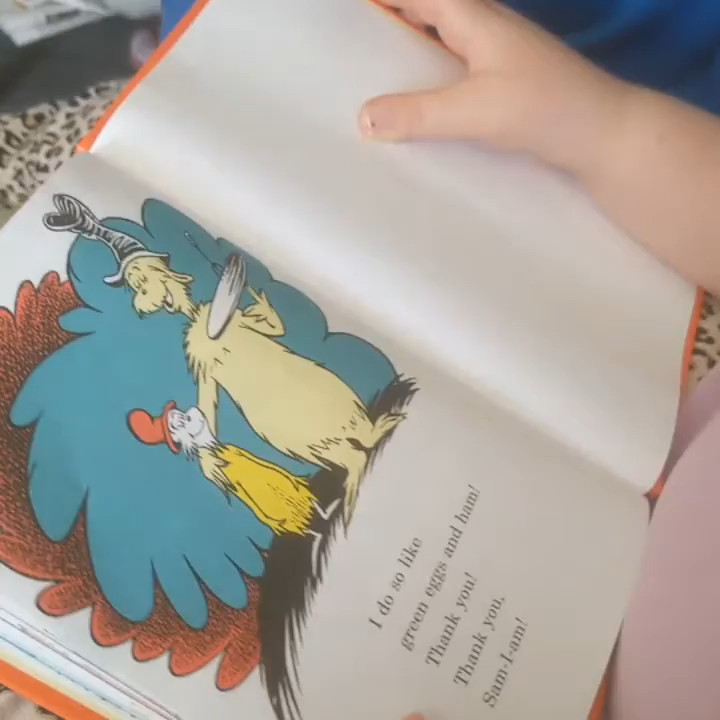 I do so like
green eggs and ham!
Thank you!
Thank you,
Sam-I-am!